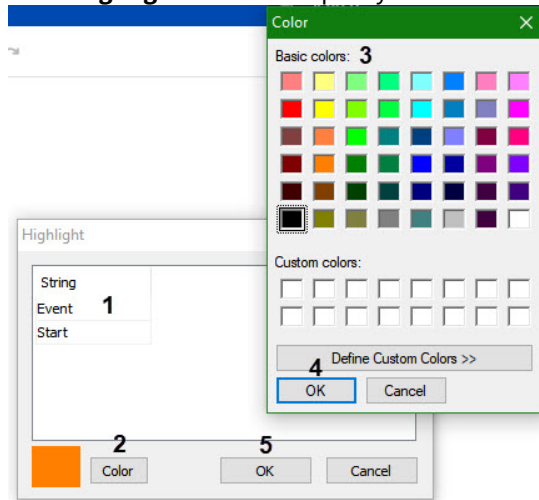 Color
Basic colors: 3
Highlight
String
Event 1
Start
Custom colors:
Define Custom Colors >>
4
OK Cancel
2 5
Color OK Cancel